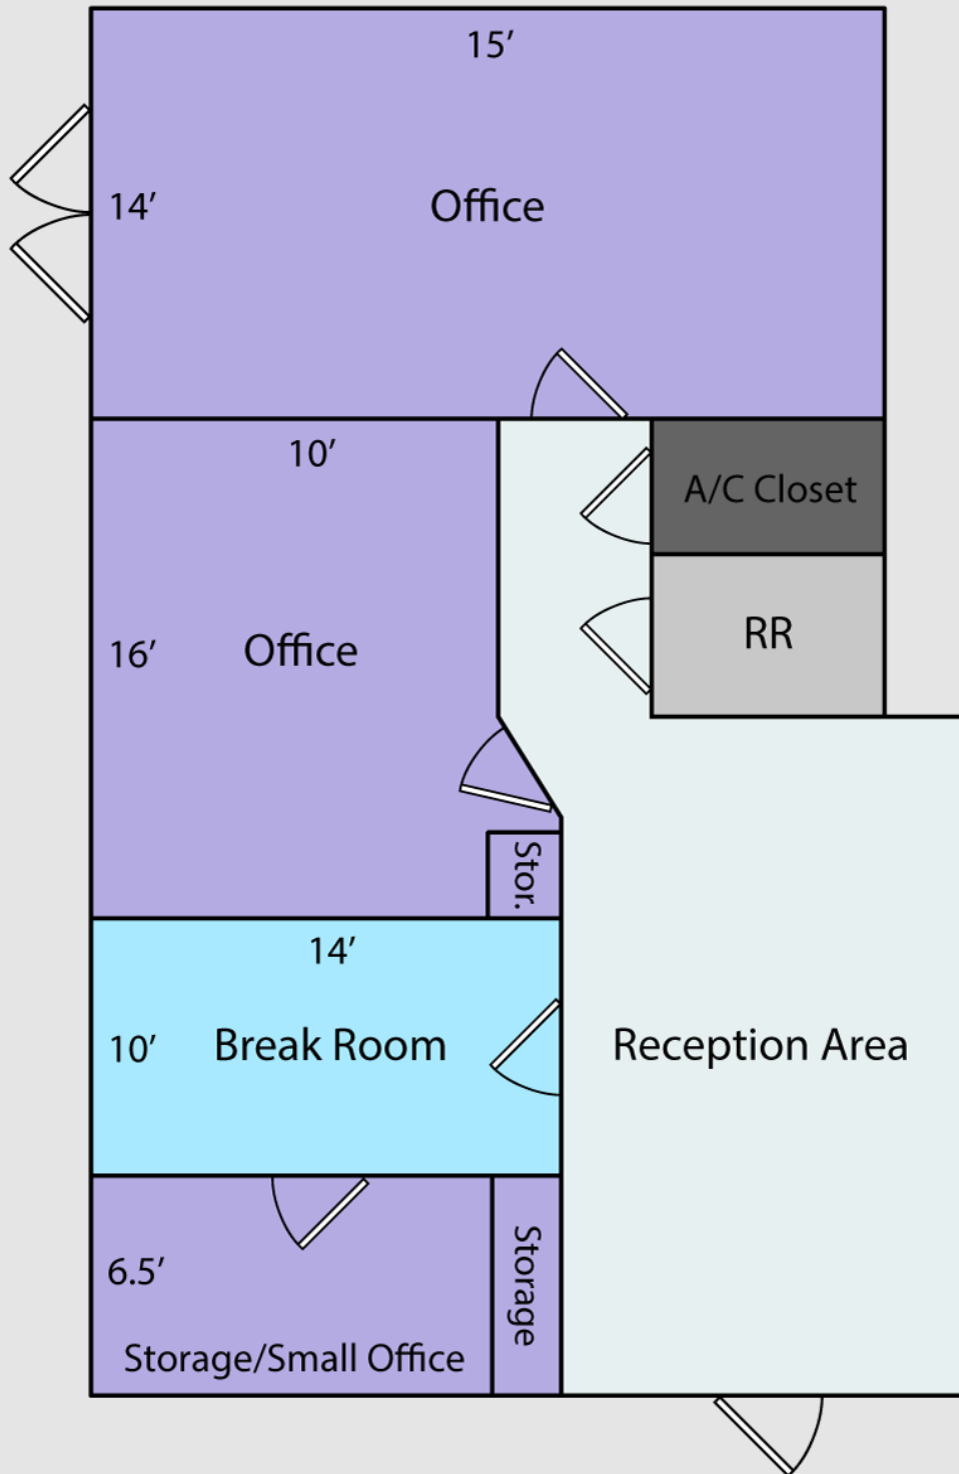 15′
14′
Office
10′
A/C Closet
RR
16′
Office
Stor.
14′
10′
Break Room
Reception Area
6.5′
Storage
Storage/Small Office